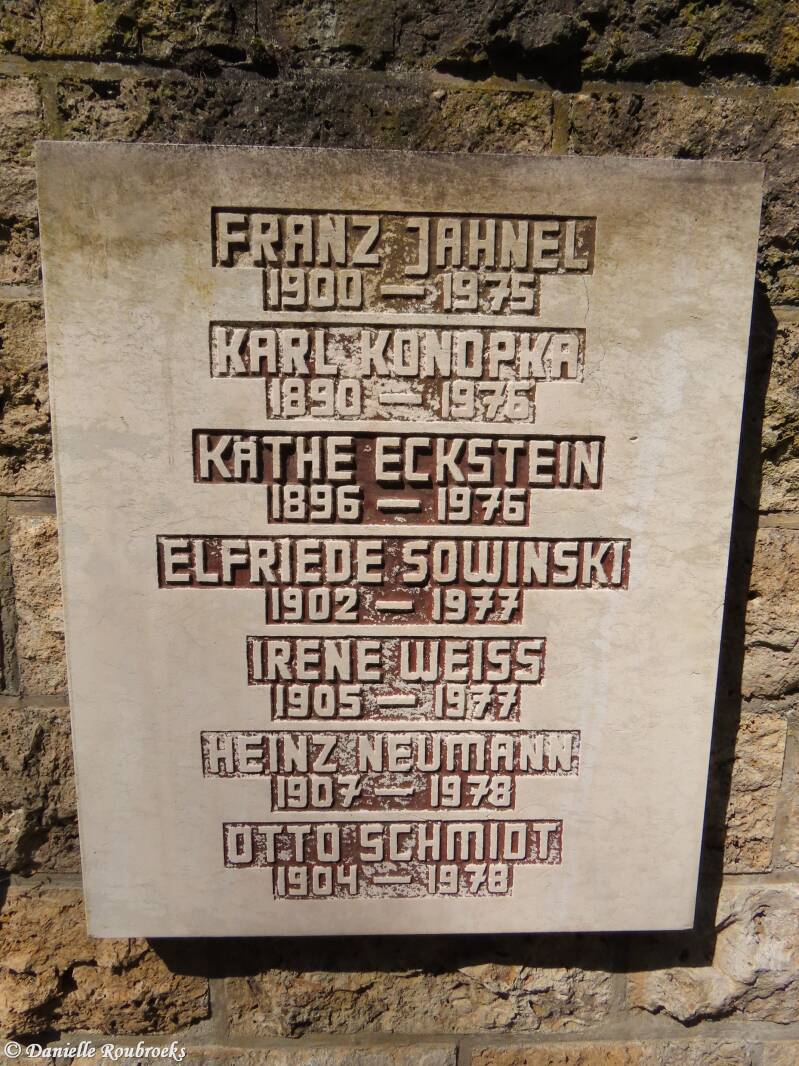 FRANZ JAHNEL
1900 — 1975
KARL KONOPKA
1890 — 1976
KÄTHE ECKSTEIN
1896 — 1976
ELFRIEDE SOWINSKI
1902 — 1977
IRENE WEISS
1905 — 1977
HEINZ NEUMANN
1907 — 1978
OTTO SCHMIDT
1904 — 1978
© Danielle Roubroeks